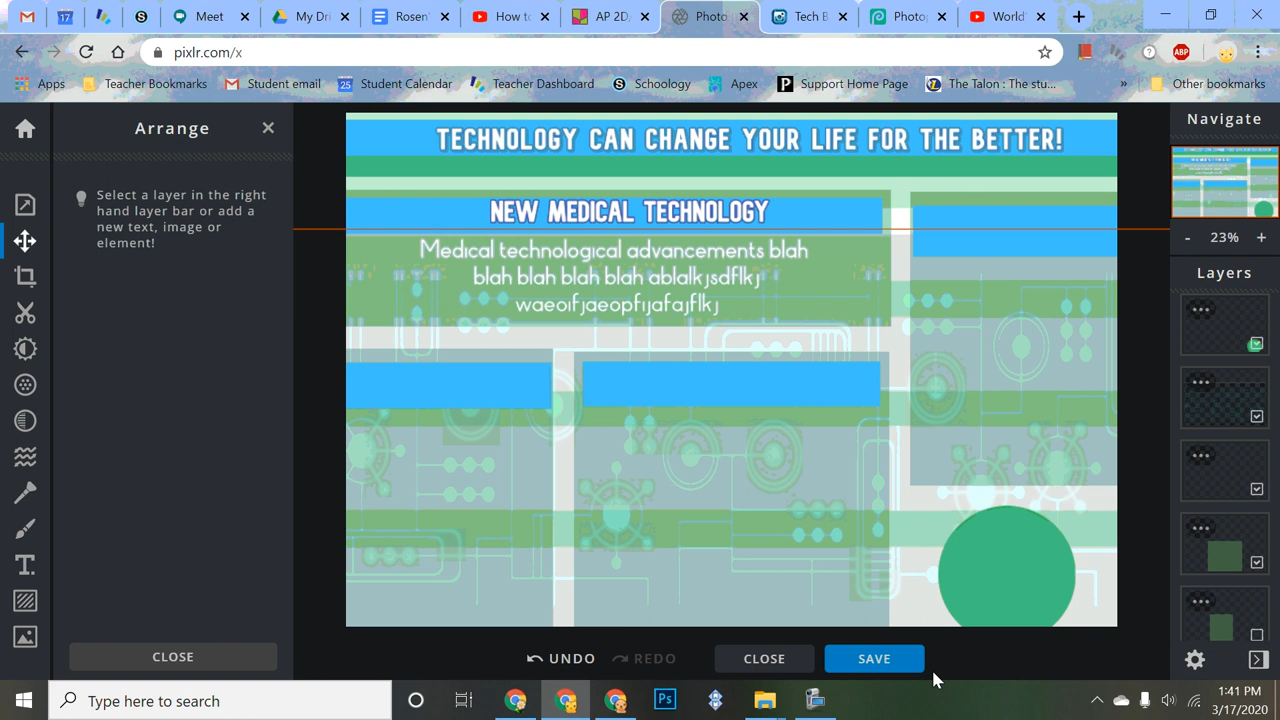 Meet
My Dri
Rosen'
How to
AP 2D
Photo
Tech B
Photo
World'
pixlr.com/x
ABP
Apps
Teacher Bookmarks
Student email
25
Student Calendar
Teacher Dashboard
Schoology
Apex
Support Home Page
The Talon : The stu...
»
Other bookmarks
Arrange
Select a layer in the right
hand layer bar or add a
new text, image or
element!
CLOSE
TECHNOLOGY CAN CHANGE YOUR LIFE FOR THE BETTER!
NEW MEDICAL TECHNOLOGY
Medical technological advancements blah
blah blah blah blah ablalkjsdflkj
waeoifjaeopfijafajflkj
UNDO
REDO
CLOSE
SAVE
Navigate
- 23% +
Layers
Type here to search
Ps
1:41 PM
3/17/2020